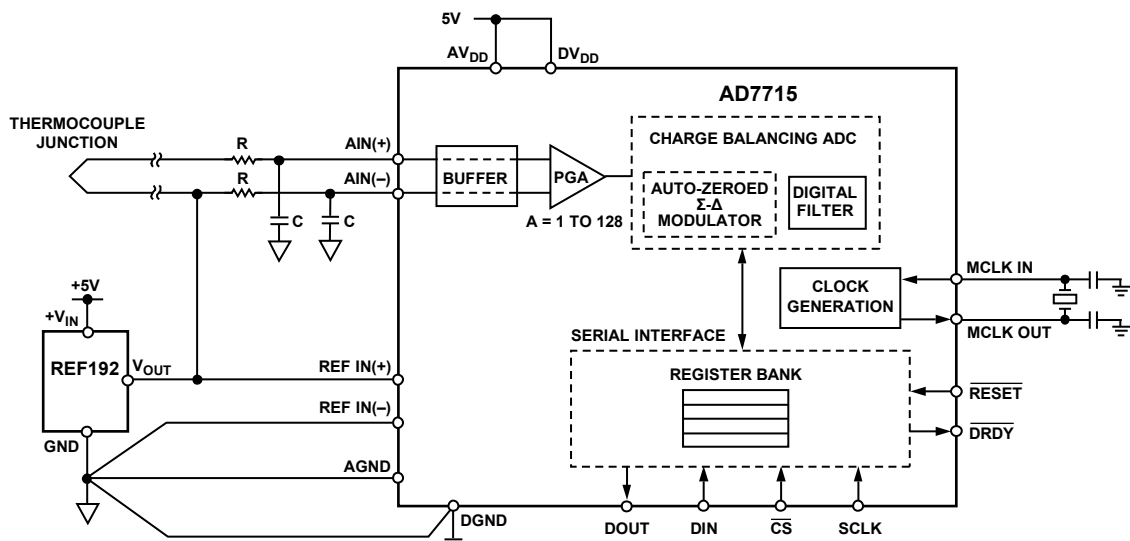 5V
AVDD
DVDD
AD7715
THERMOCOUPLE
JUNCTION
R
AIN(+)
CHARGE BALANCING ADC
R
AIN(–)
BUFFER
PGA
AUTO-ZEROED
Σ-Δ
MODULATOR
DIGITAL
FILTER
C
C
A = 1 TO 128
MCLK IN
CLOCK
GENERATION
+5V
+VIN
MCLK OUT
SERIAL INTERFACE
REF192
VOUT
REF IN(+)
REGISTER BANK
RESET
REF IN(–)
DRDY
GND
AGND
DGND
DOUT
DIN
CS
SCLK